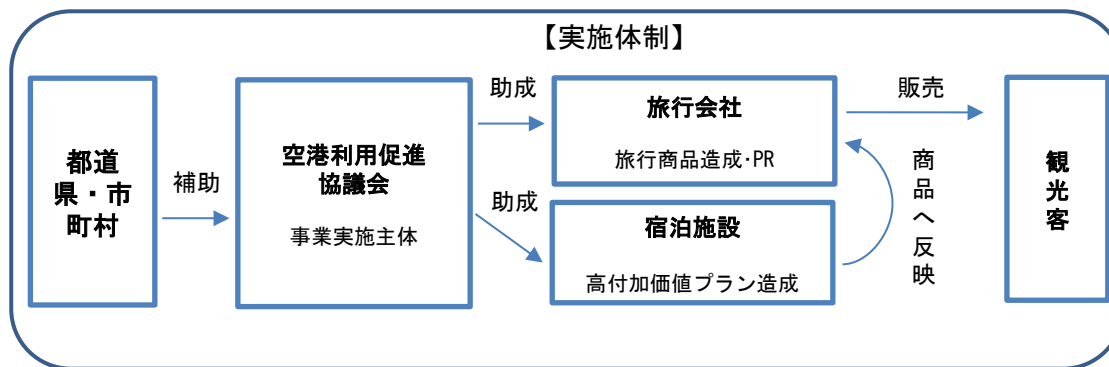 【実施体制】
都道
県・市
町村
補助
空港利用促進
協議会
事業実施主体
助成
助成
旅行会社
旅行商品造成・PR
宿泊施設
高付加価値プラン造成
販売
商品へ反映
観光客